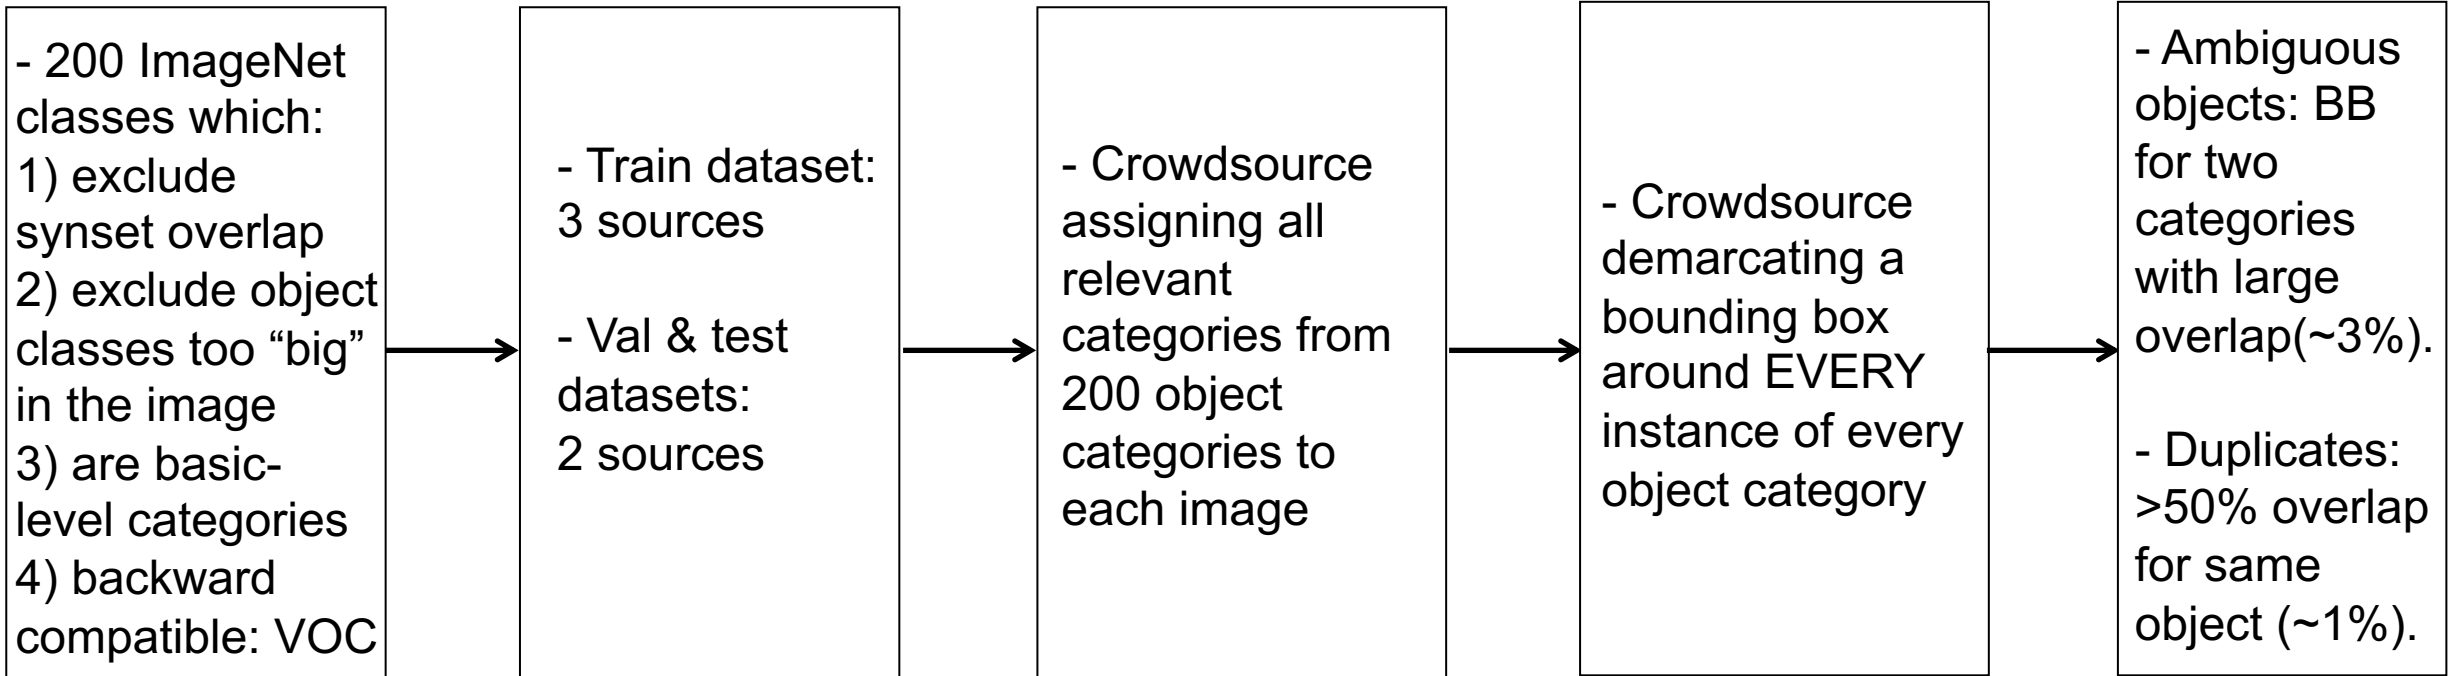 - 200 ImageNet
classes which:
1) exclude
synset overlap
2) exclude object
classes too “big”
in the image
3) are basic-
level categories
4) backward
compatible: VOC
- Train dataset:
3 sources
- Val & test
datasets:
2 sources
- Crowdsource
assigning all
relevant
categories from
200 object
categories to
each image
- Crowdsource
demarcating a
bounding box
around EVERY
instance of every
object category
- Ambiguous
objects: BB
for two
categories
with large
overlap(~3%).
- Duplicates:
>50% overlap
for same
object (~1%).